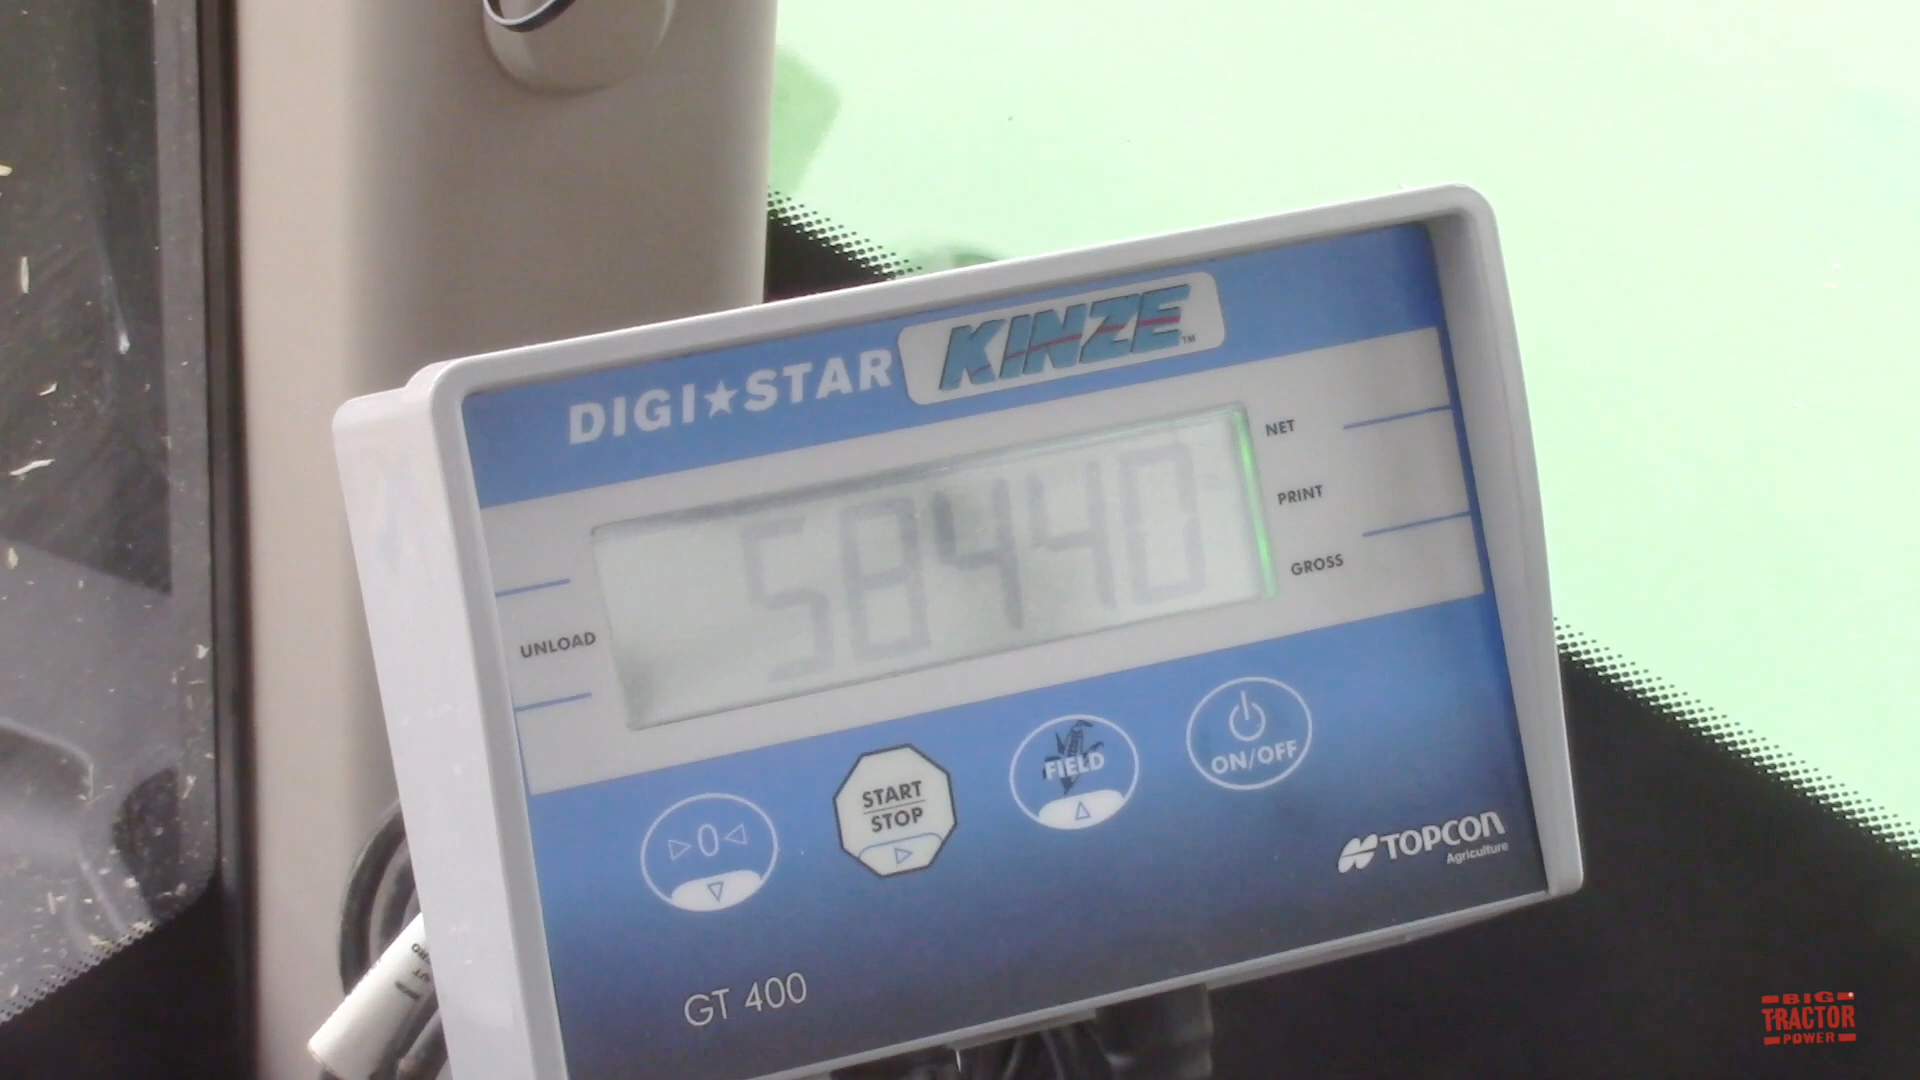 DIGI★STAR KINZE™
58440
NET
PRINT
GROSS
UNLOAD
▷0◁
START
STOP
FIELD
ON/OFF
TOPCON
Agriculture
GT 400
BIG
TRACTOR
POWER